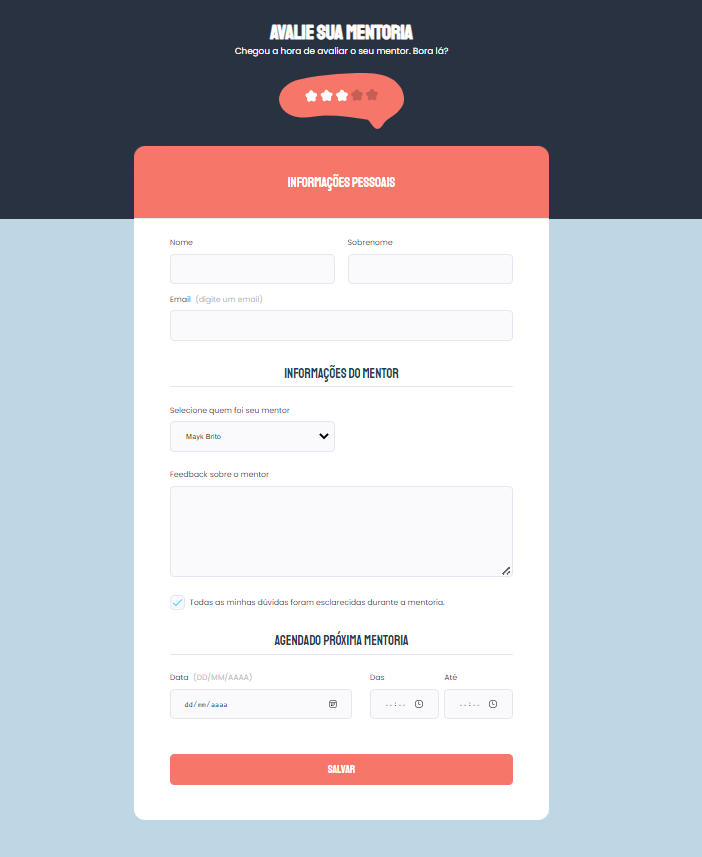 AVALIE SUA MENTORIA
Chegou a hora de avaliar o seu mentor. Bora lá?
INFORMAÇÕES PESSOAIS
Nome Sobrenome
Email (digite um email)
INFORMAÇÕES DO MENTOR
Selecione quem foi seu mentor
Mayk Brito
Feedback sobre o mentor
Todas as minhas dúvidas foram esclarecidas durante a mentoria.
AGENDADO PRÓXIMA MENTORIA
Data (DD/MM/AAAA) Das Até
dd/mm/aaaa --:-- --:--
SALVAR